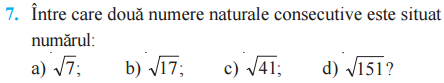 7. Între care două numere naturale consecutive este situat
numărul:
a) √7; b) √17; c) √41; d) √151?